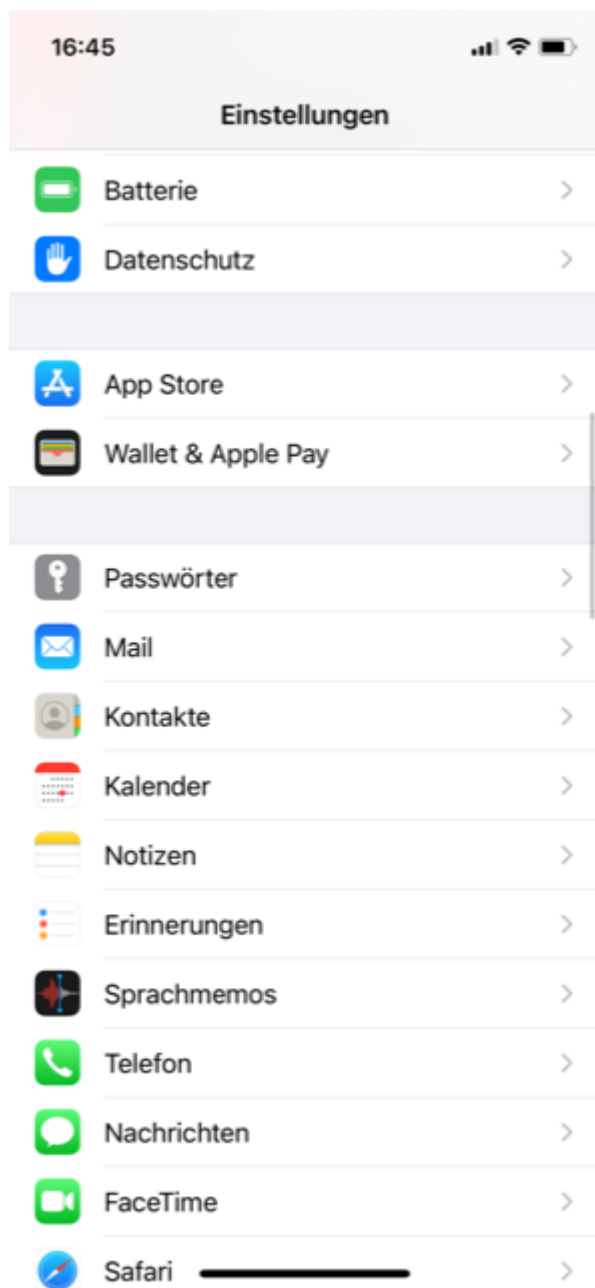 16:45
Einstellungen
Batterie
Datenschutz
App Store
Wallet & Apple Pay
Passwörter
Mail
Kontakte
Kalender
Notizen
Erinnerungen
Sprachmemos
Telefon
Nachrichten
FaceTime
Safari